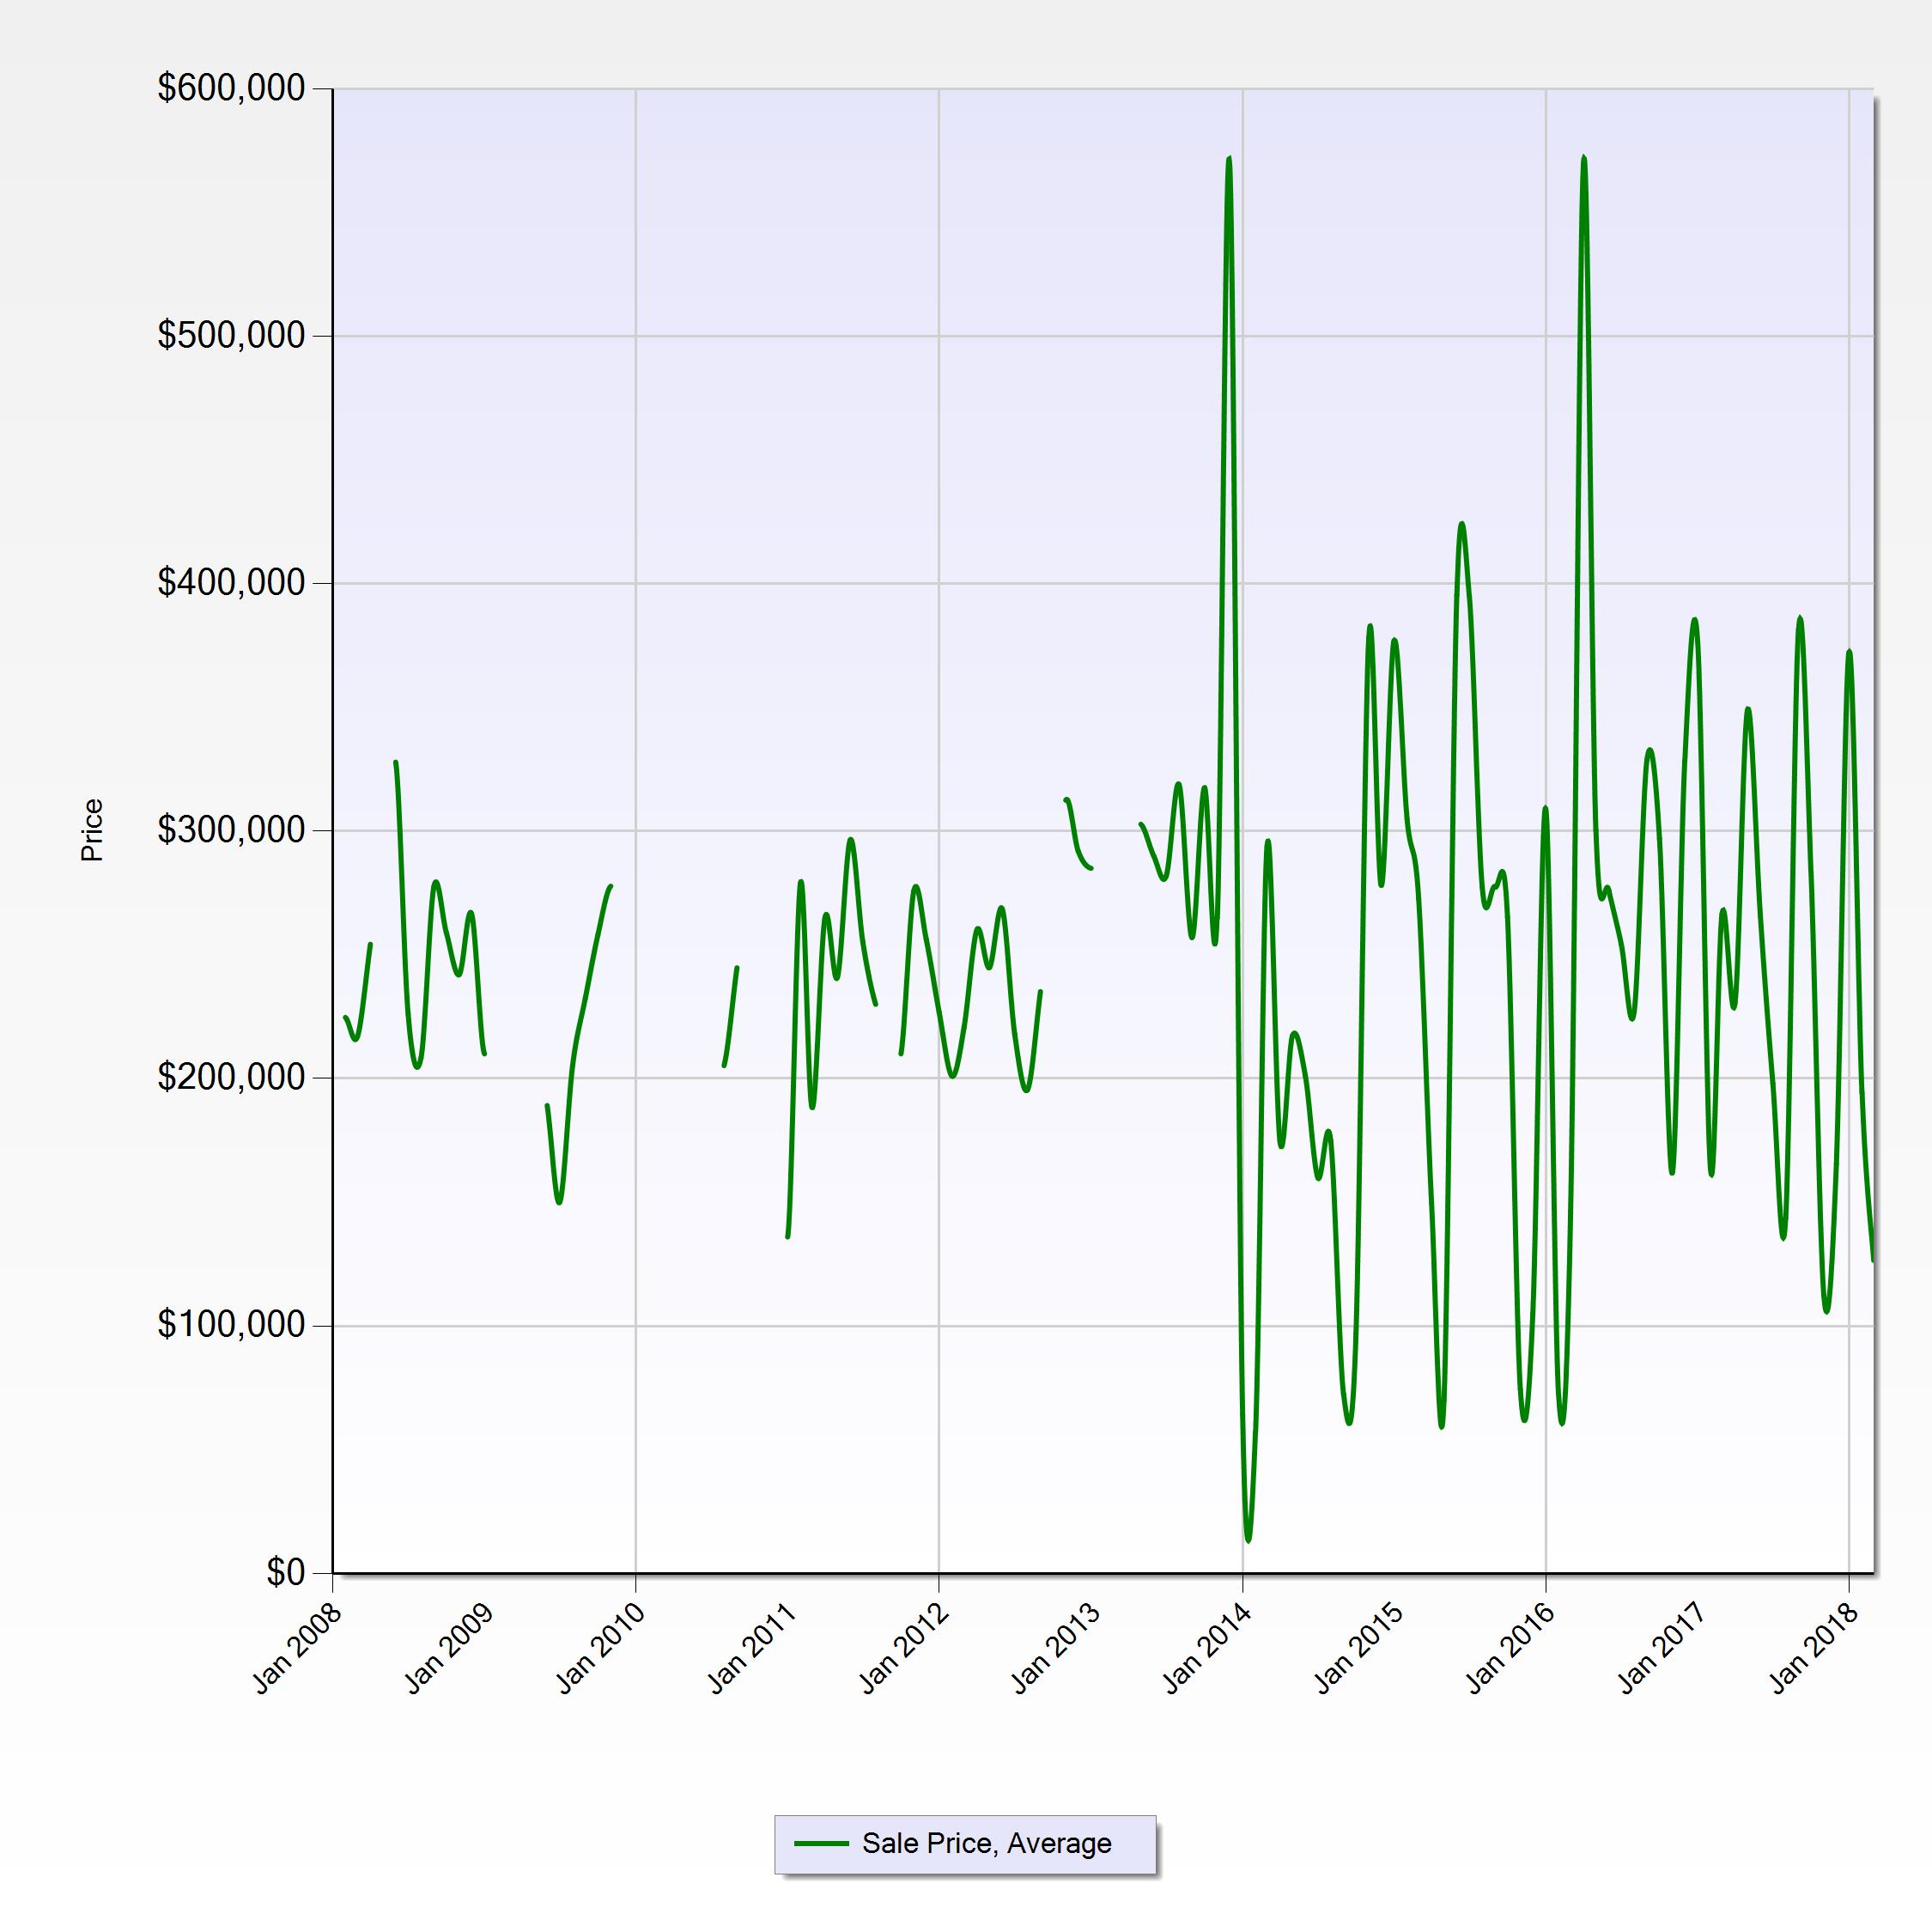 $600,000
$500,000
$400,000
$300,000
$200,000
$100,000
$0
Price
Jan 2008
Jan 2009
Jan 2010
Jan 2011
Jan 2012
Jan 2013
Jan 2014
Jan 2015
Jan 2016
Jan 2017
Jan 2018
Sale Price, Average